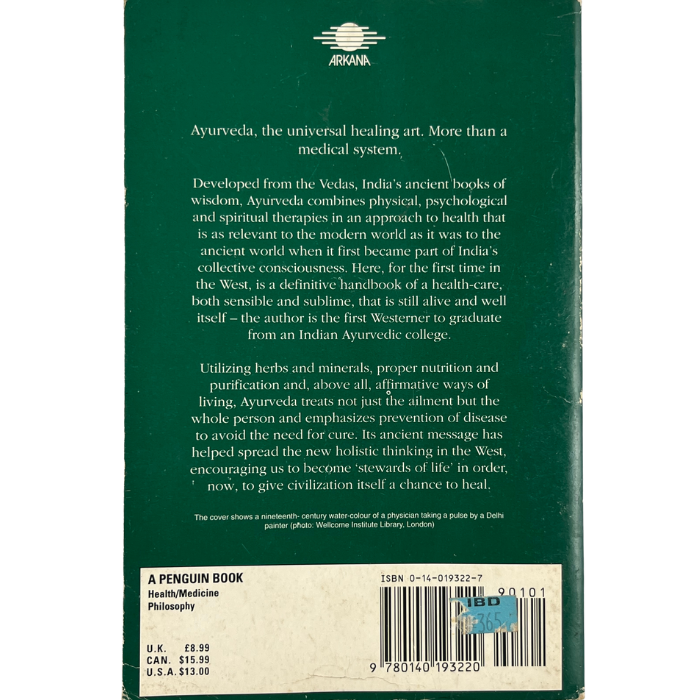 ARKANA
Ayurveda, the universal healing art. More than a
medical system.
Developed from the Vedas, India's ancient books of
wisdom, Ayurveda combines physical, psychological
and spiritual therapies in an approach to health that
is as relevant to the modern world as it was to the
ancient world when it first became part of India's
collective consciousness. Here, for the first time in
the West, is a definitive handbook of a health-care,
both sensible and sublime, that is still alive and well
itself – the author is the first Westerner to graduate
from an Indian Ayurvedic college.
Utilizing herbs and minerals, proper nutrition and
purification and, above all, affirmative ways of
living, Ayurveda treats not just the ailment but the
whole person and emphasizes prevention of disease
to avoid the need for cure. Its ancient message has
helped spread the new holistic thinking in the West,
encouraging us to become 'stewards of life' in order,
now, to give civilization itself a chance to heal.
The cover shows a nineteenth- century water-colour of a physician taking a pulse by a Delhi
painter (photo: Wellcome Institute Library, London)
A PENGUIN BOOK
Health/Medicine
Philosophy
U.K. £8.99
CAN. $15.99
U.S.A. $13.00
ISBN 0-14-019322-7
90101
IBD
365
9 780140 193220